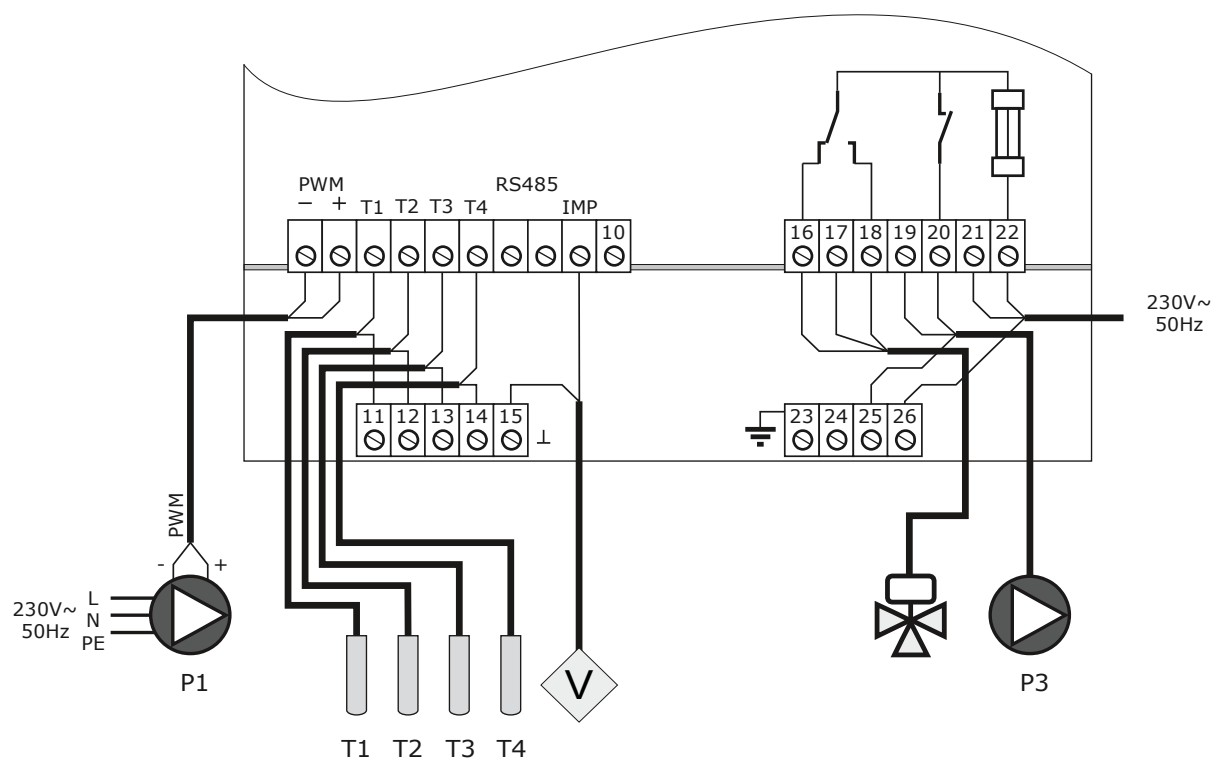 PWM RS485
− + T1 T2 T3 T4 IMP
10
16 17 18 19 20 21 22
230V~
50Hz
11 12 13 14 15 ⊥
23 24 25 26
PWM
- +
230V~
50Hz
L
N
PE
P1
P3
V
T1 T2 T3 T4